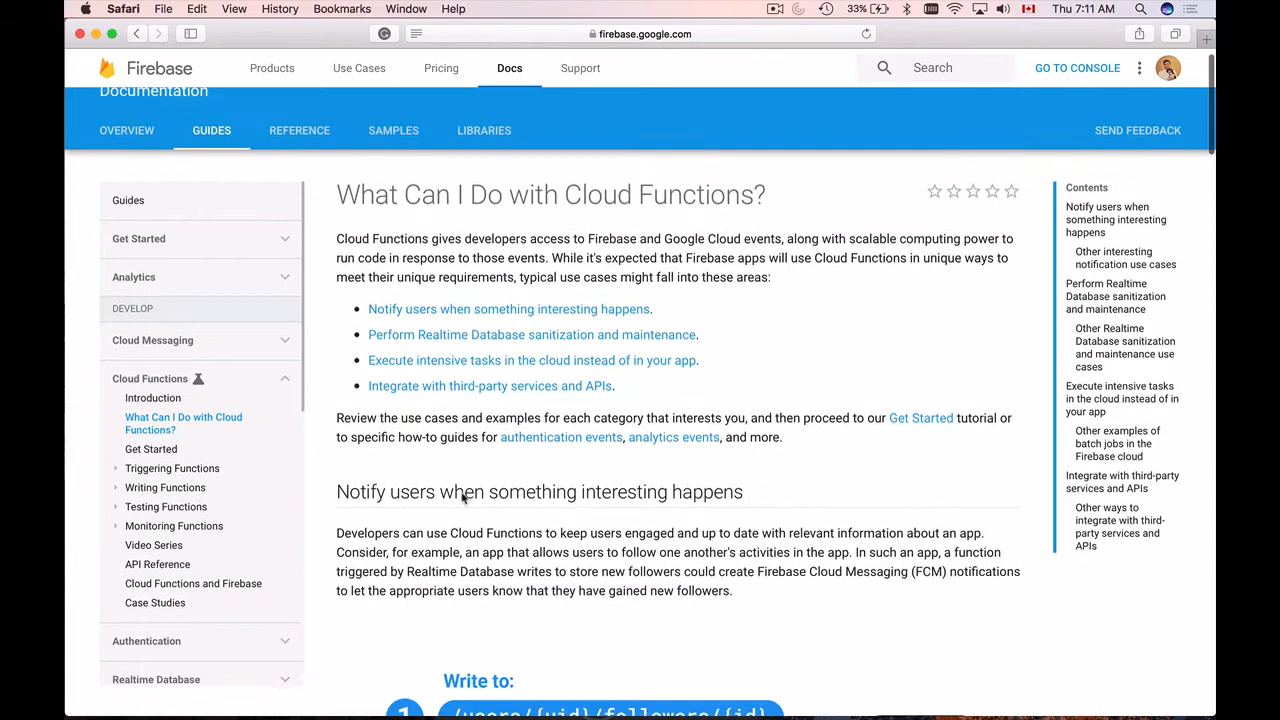 Safari File Edit View History Bookmarks Window Help 33% Thu 7:11 AM
firebase.google.com
Firebase Products Use Cases Pricing Docs Support Search GO TO CONSOLE
Documentation
OVERVIEW GUIDES REFERENCE SAMPLES LIBRARIES SEND FEEDBACK
Guides
Get Started
Analytics
DEVELOP
Cloud Messaging
Cloud Functions
Introduction
What Can I Do with Cloud
Functions?
Get Started
Triggering Functions
Writing Functions
Testing Functions
Monitoring Functions
Video Series
API Reference
Cloud Functions and Firebase
Case Studies
Authentication
Realtime Database
What Can I Do with Cloud Functions?
Cloud Functions gives developers access to Firebase and Google Cloud events, along with scalable computing power to
run code in response to those events. While it's expected that Firebase apps will use Cloud Functions in unique ways to
meet their unique requirements, typical use cases might fall into these areas:
Notify users when something interesting happens.
Perform Realtime Database sanitization and maintenance.
Execute intensive tasks in the cloud instead of in your app.
Integrate with third-party services and APIs.
Review the use cases and examples for each category that interests you, and then proceed to our Get Started tutorial or
to specific how-to guides for authentication events, analytics events, and more.
Notify users when something interesting happens
Developers can use Cloud Functions to keep users engaged and up to date with relevant information about an app.
Consider, for example, an app that allows users to follow one another's activities in the app. In such an app, a function
triggered by Realtime Database writes to store new followers could create Firebase Cloud Messaging (FCM) notifications
to let the appropriate users know that they have gained new followers.
Write to:
1 /users/{uid}/followers/{id}
Contents
Notify users when
something interesting
happens
Other interesting
notification use cases
Perform Realtime
Database sanitization
and maintenance
Other Realtime
Database sanitization
and maintenance use
cases
Execute intensive tasks
in the cloud instead of in
your app
Other examples of
batch jobs in the
Firebase cloud
Integrate with third-party
services and APIs
Other ways to
integrate with third-
party services and
APIs